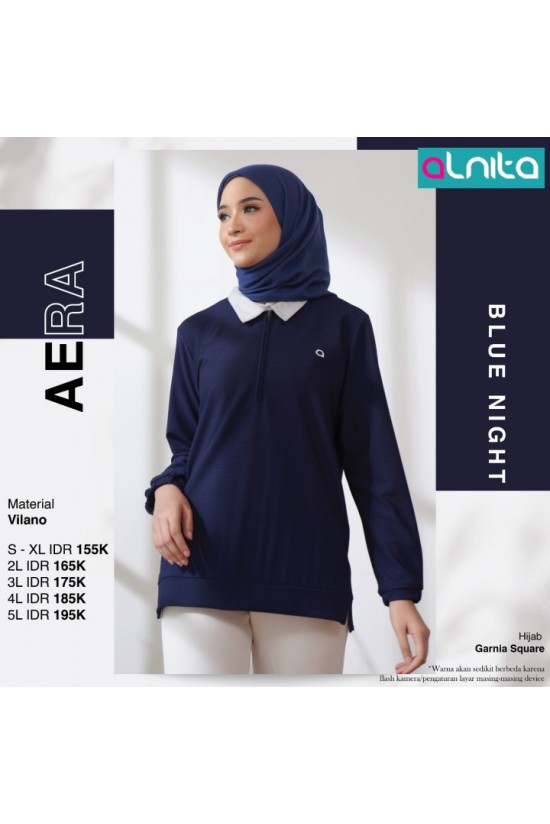 alnita
AERA
BLUE NIGHT
Material
Vilano
S - XL IDR 155K
2L IDR 165K
3L IDR 175K
4L IDR 185K
5L IDR 195K
Hijab
Garnia Square
*Warna akan sedikit berbeda karena
flash kamera/pengaturan layar masing-masing device